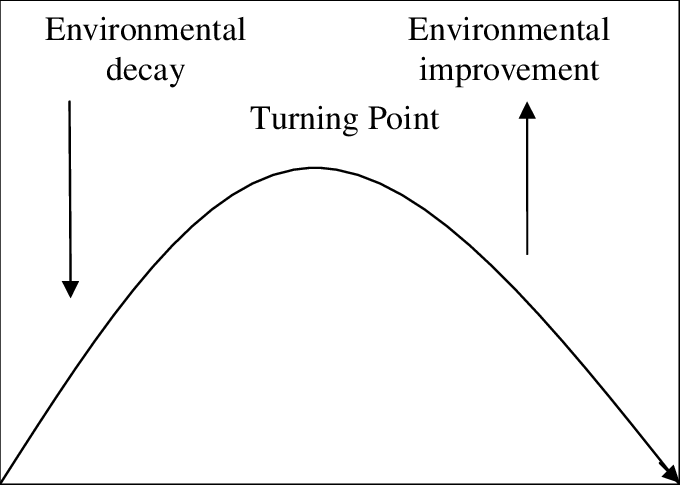 Environmental
decay
Environmental
improvement
Turning Point